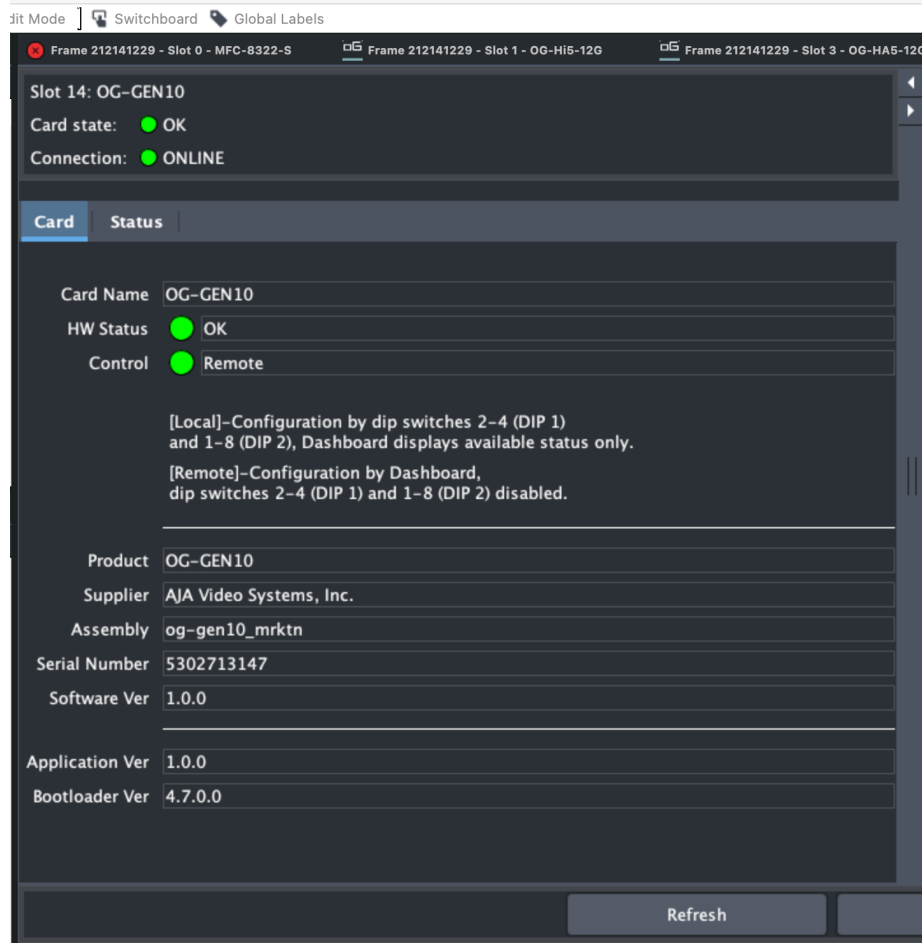 dit Mode ] Switchboard Global Labels
Frame 212141229 - Slot 0 - MFC-8322-S OG Frame 212141229 - Slot 1 - OG-Hi5-12G OG Frame 212141229 - Slot 3 - OG-HA5-12G
Slot 14: OG-GEN10
Card state: OK
Connection: ONLINE
Card Status
Card Name OG-GEN10
HW Status OK
Control Remote
[Local]-Configuration by dip switches 2-4 (DIP 1)
and 1-8 (DIP 2), Dashboard displays available status only.
[Remote]-Configuration by Dashboard,
dip switches 2-4 (DIP 1) and 1-8 (DIP 2) disabled.
Product OG-GEN10
Supplier AJA Video Systems, Inc.
Assembly og-gen10_mrktn
Serial Number 5302713147
Software Ver 1.0.0
Application Ver 1.0.0
Bootloader Ver 4.7.0.0
Refresh